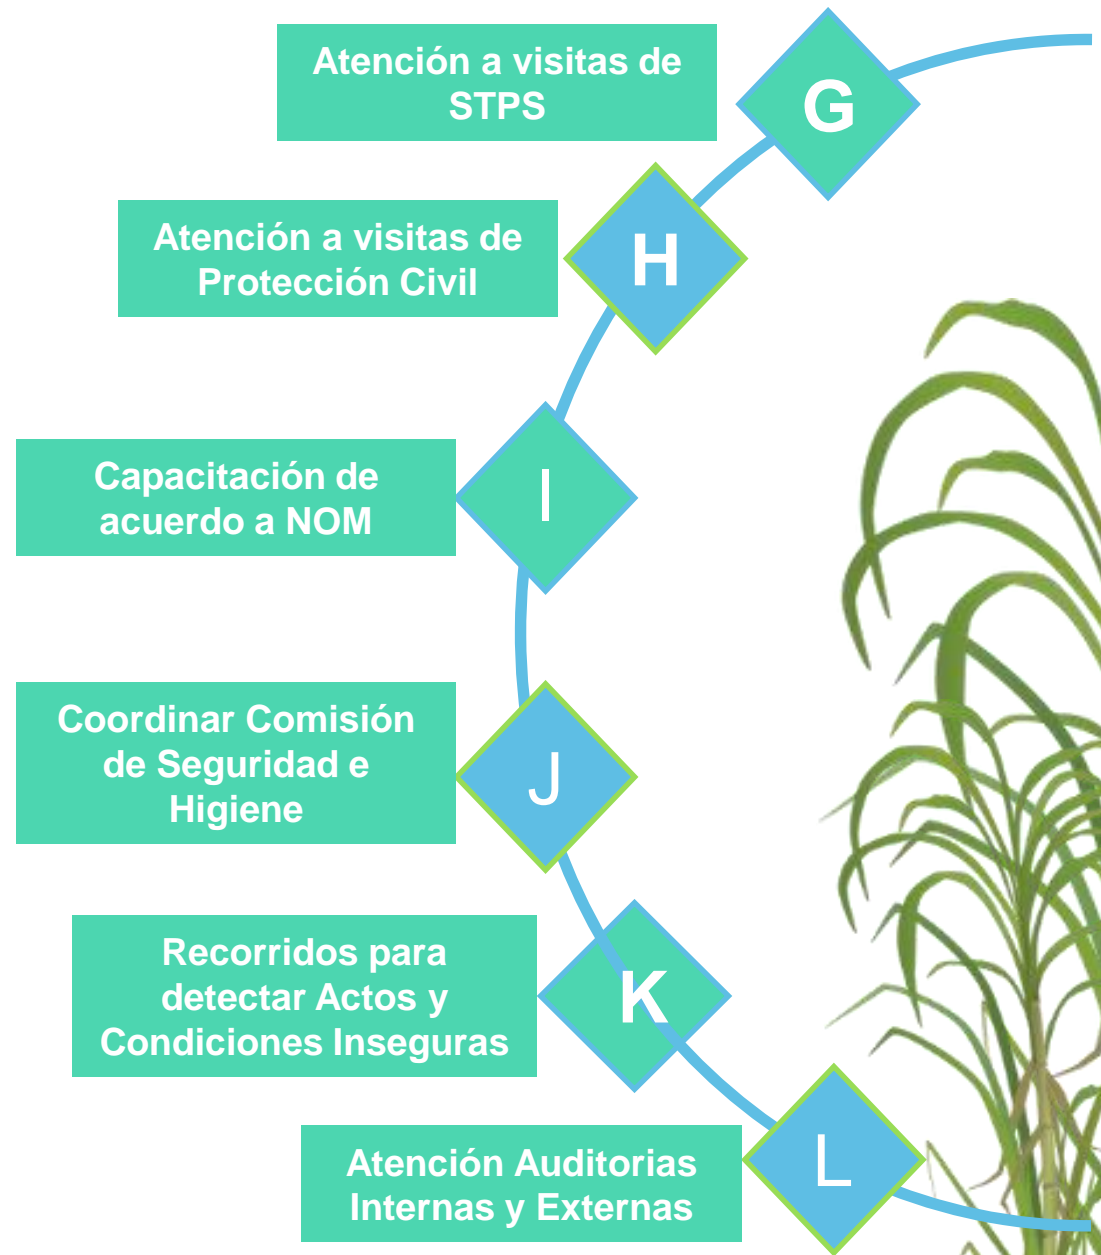 Atención a visitas de
STPS
G
Atención a visitas de
Protección Civil
H
Capacitación de
acuerdo a NOM
I
Coordinar Comisión
de Seguridad e
Higiene
J
Recorridos para
detectar Actos y
Condiciones Inseguras
K
Atención Auditorias
Internas y Externas
L